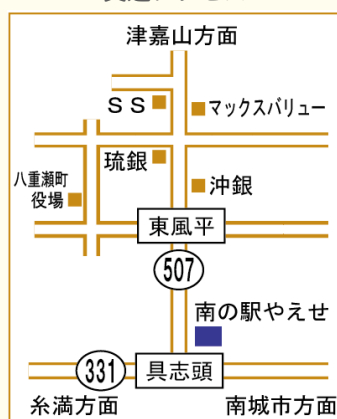 津嘉山方面
ＳＳ
マックスバリュー
琉銀
八重瀬町
役場
沖銀
東風平
507
南の駅やえせ
331
具志頭
糸満方面
南城市方面